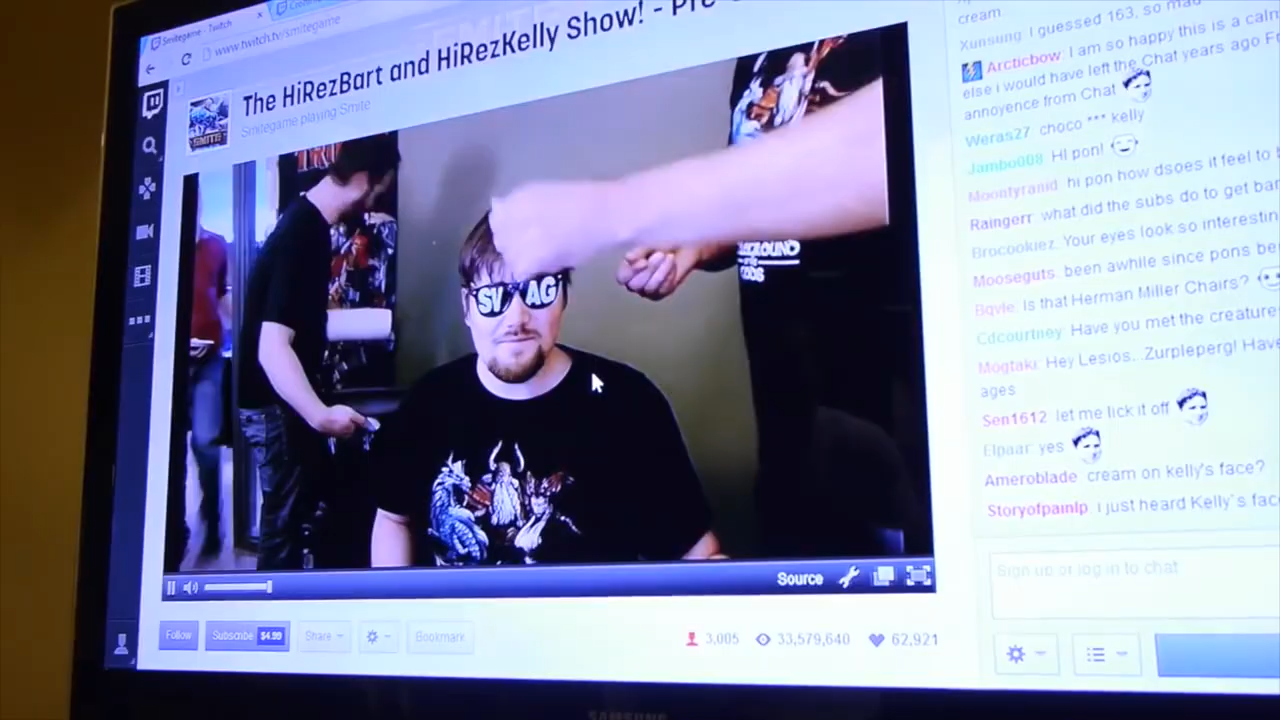 Smitegame - Twitch
www.twitch.tv/smitegame
The HiRezBart and HiRezKelly Show! - Pre-
Smitegame playing Smite
SMITE
SWAG
Source
Follow
Subscribe $4.99
Share
Bookmark
3,005
33,579,640
62,921
cream.
Xunsung: I guessed 163, so mad
Arcticbow: I am so happy this is a calm
else i would have left the Chat years ago
annoyence from Chat
Weras27 choco *** kelly
Jambo008: HI pon!
Moontyranid hi pon how dsoes it feel to
Raingerr what did the subs do to get
Brocookiez: Your eyes look so interesting
Mooseguts: been awhile since pons
Bqvle: Is that Herman Miller Chairs?
Cdcourtney: Have you met the creature
Mogtaki: Hey Lesios...Zurpleperg! Have
ages
Sen1612 let me lick it off
Elpaar: yes
Ameroblade cream on kelly's face?
Storyofpainlp I just heard Kelly's
Sign up or log in to chat
SAMSUNG